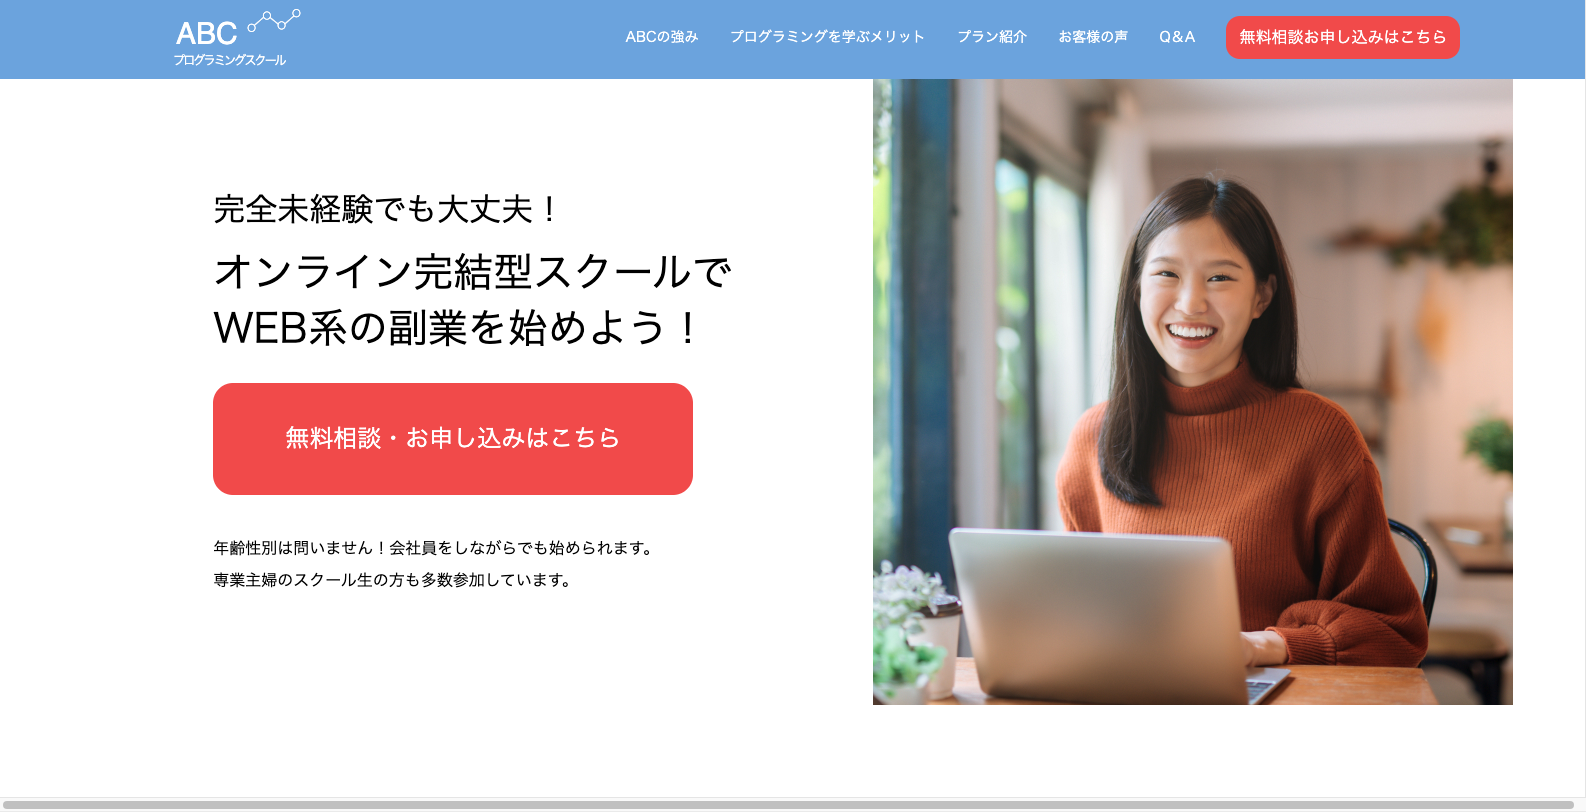 ABC
プログラミングスクール
ABCの強み
プログラミングを学ぶメリット
プラン紹介
お客様の声
Q&A
無料相談お申し込みはこちら
完全未経験でも大丈夫！
オンライン完結型スクールで
WEB系の副業を始めよう！
無料相談・お申し込みはこちら
年齢性別は問いません！会社員をしながらでも始められます。
専業主婦のスクール生の方も多数参加しています。